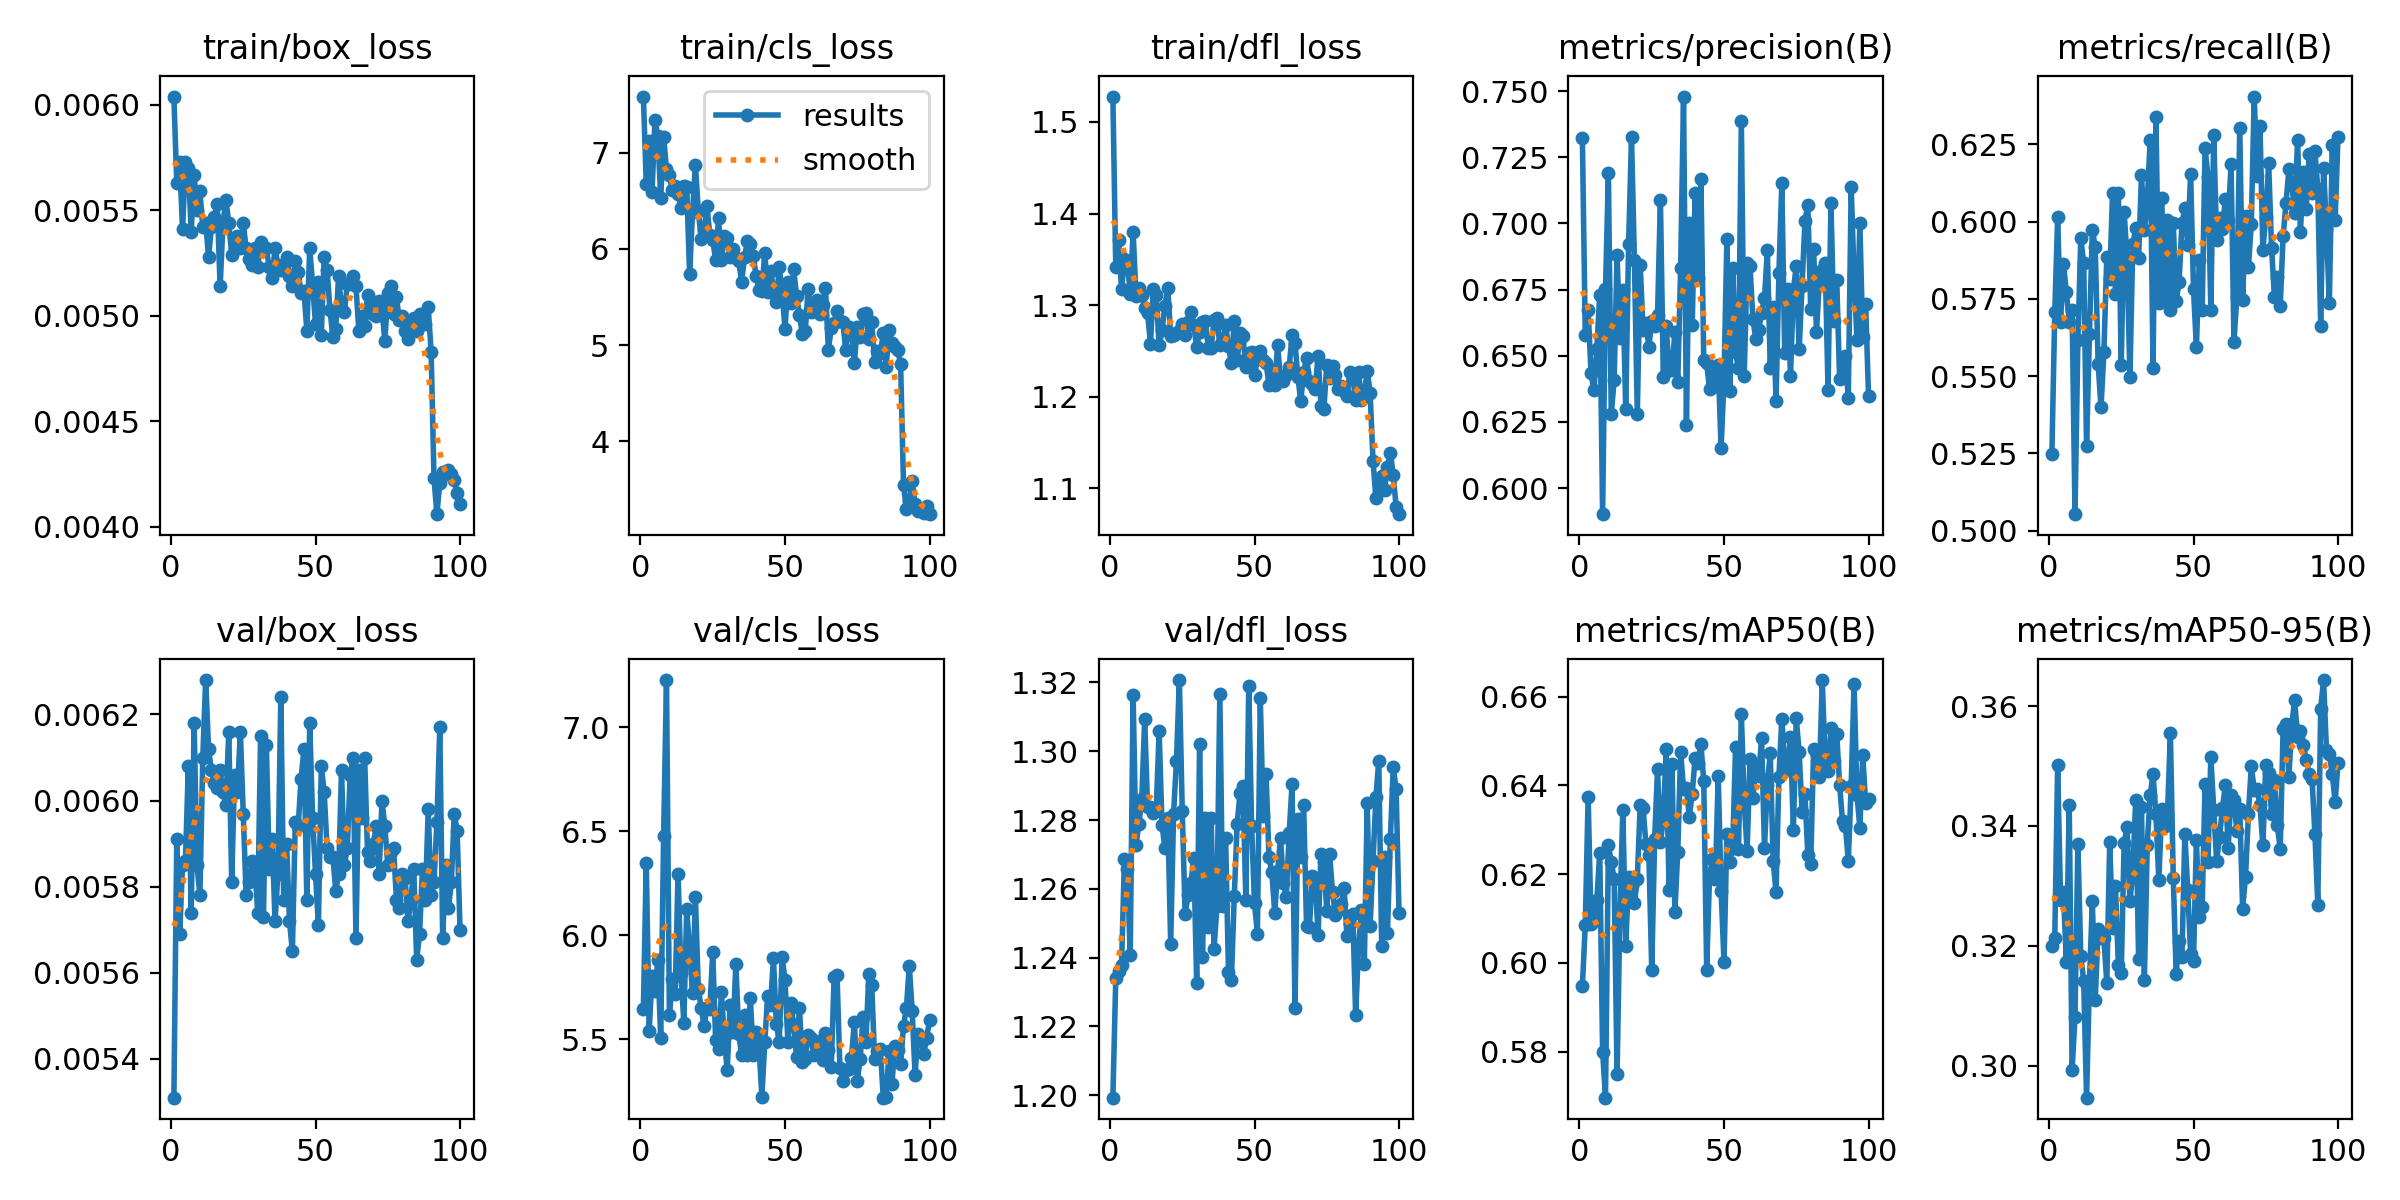 train/box_loss
0.0060
0.0055
0.0050
0.0045
0.0040
0 50 100
train/cls_loss
results
smooth
7
6
5
4
0 50 100
train/dfl_loss
1.5
1.4
1.3
1.2
1.1
0 50 100
metrics/precision(B)
0.750
0.725
0.700
0.675
0.650
0.625
0.600
0 50 100
metrics/recall(B)
0.625
0.600
0.575
0.550
0.525
0.500
0 50 100
val/box_loss
0.0062
0.0060
0.0058
0.0056
0.0054
0 50 100
val/cls_loss
7.0
6.5
6.0
5.5
0 50 100
val/dfl_loss
1.32
1.30
1.28
1.26
1.24
1.22
1.20
0 50 100
metrics/mAP50(B)
0.66
0.64
0.62
0.60
0.58
0 50 100
metrics/mAP50-95(B)
0.36
0.34
0.32
0.30
0 50 100